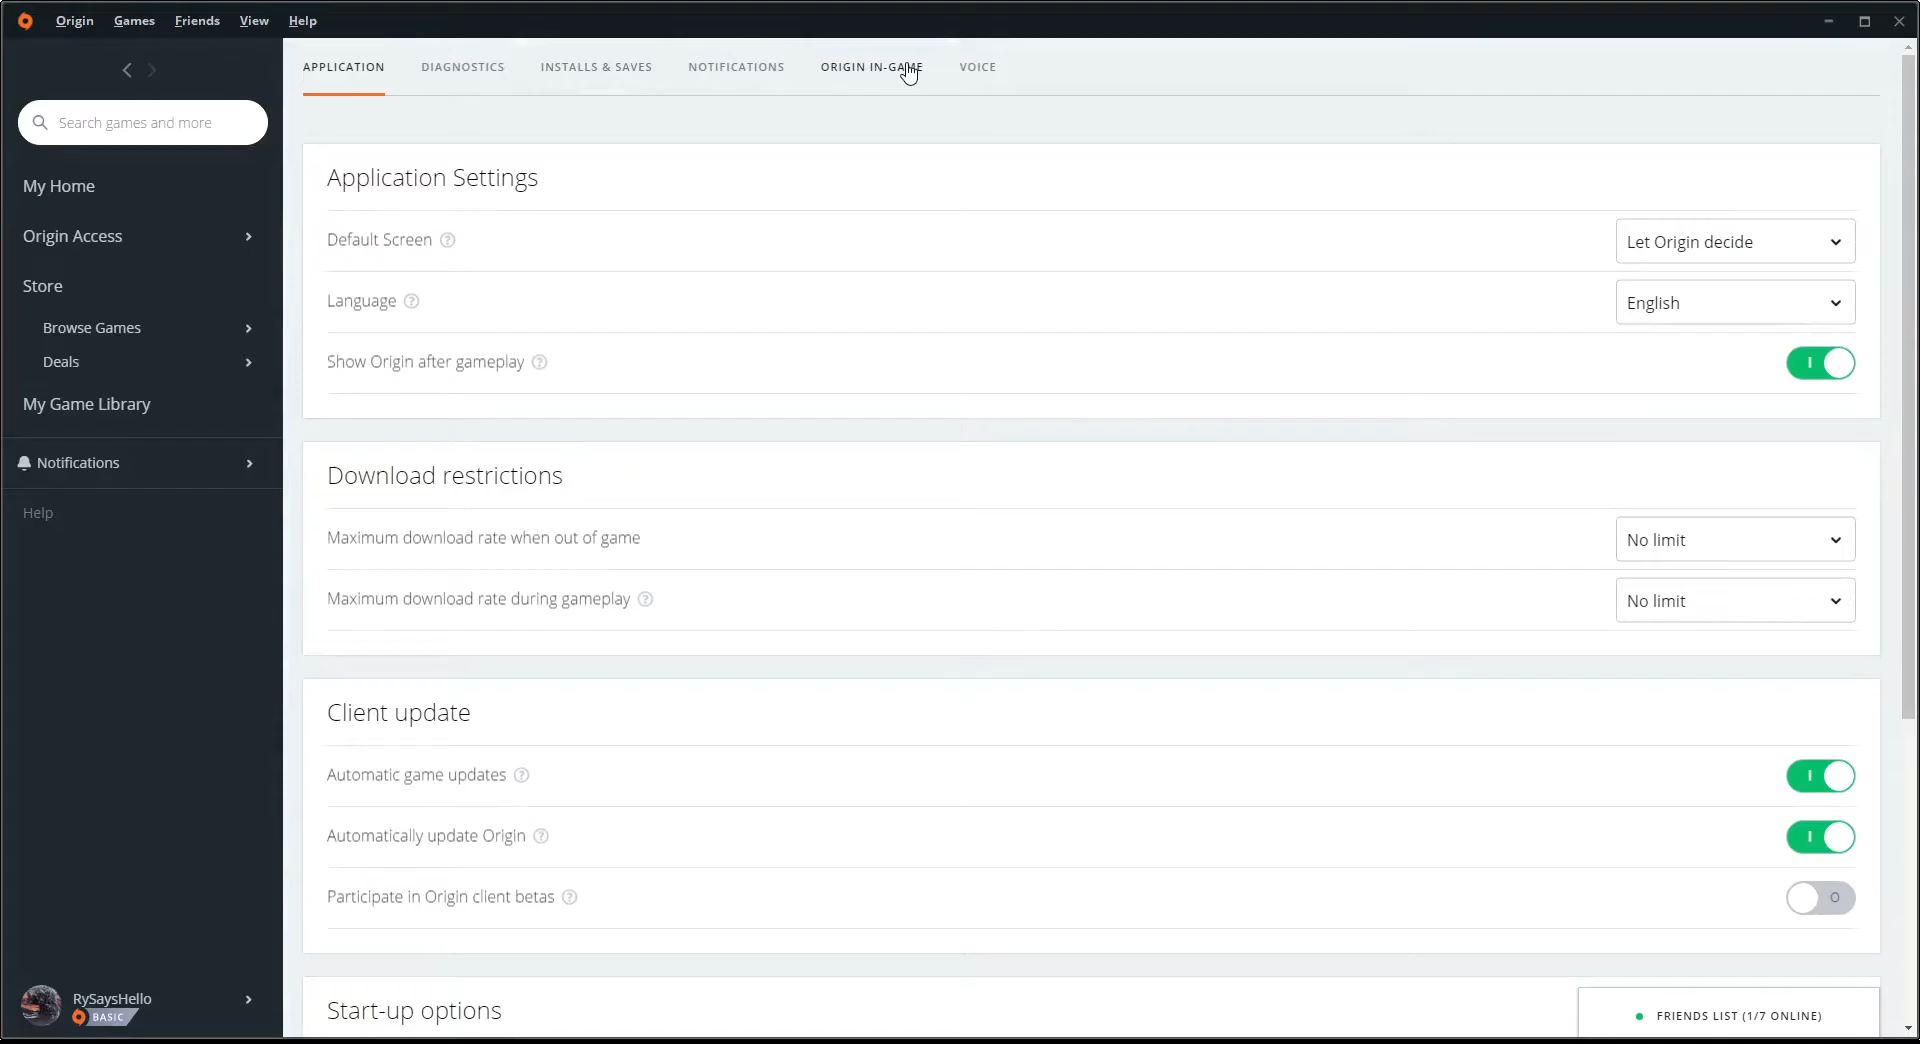 Origin Games Friends View Help
APPLICATION DIAGNOSTICS INSTALLS & SAVES NOTIFICATIONS ORIGIN IN-GAME VOICE
Search games and more
My Home
Origin Access
Store
Browse Games
Deals
My Game Library
Notifications
Help
RySaysHello
BASIC
Application Settings
Default Screen ? Let Origin decide
Language ? English
Show Origin after gameplay ? I
Download restrictions
Maximum download rate when out of game No limit
Maximum download rate during gameplay ? No limit
Client update
Automatic game updates ? I
Automatically update Origin ? I
Participate in Origin client betas ? O
Start-up options
FRIENDS LIST (1/7 ONLINE)